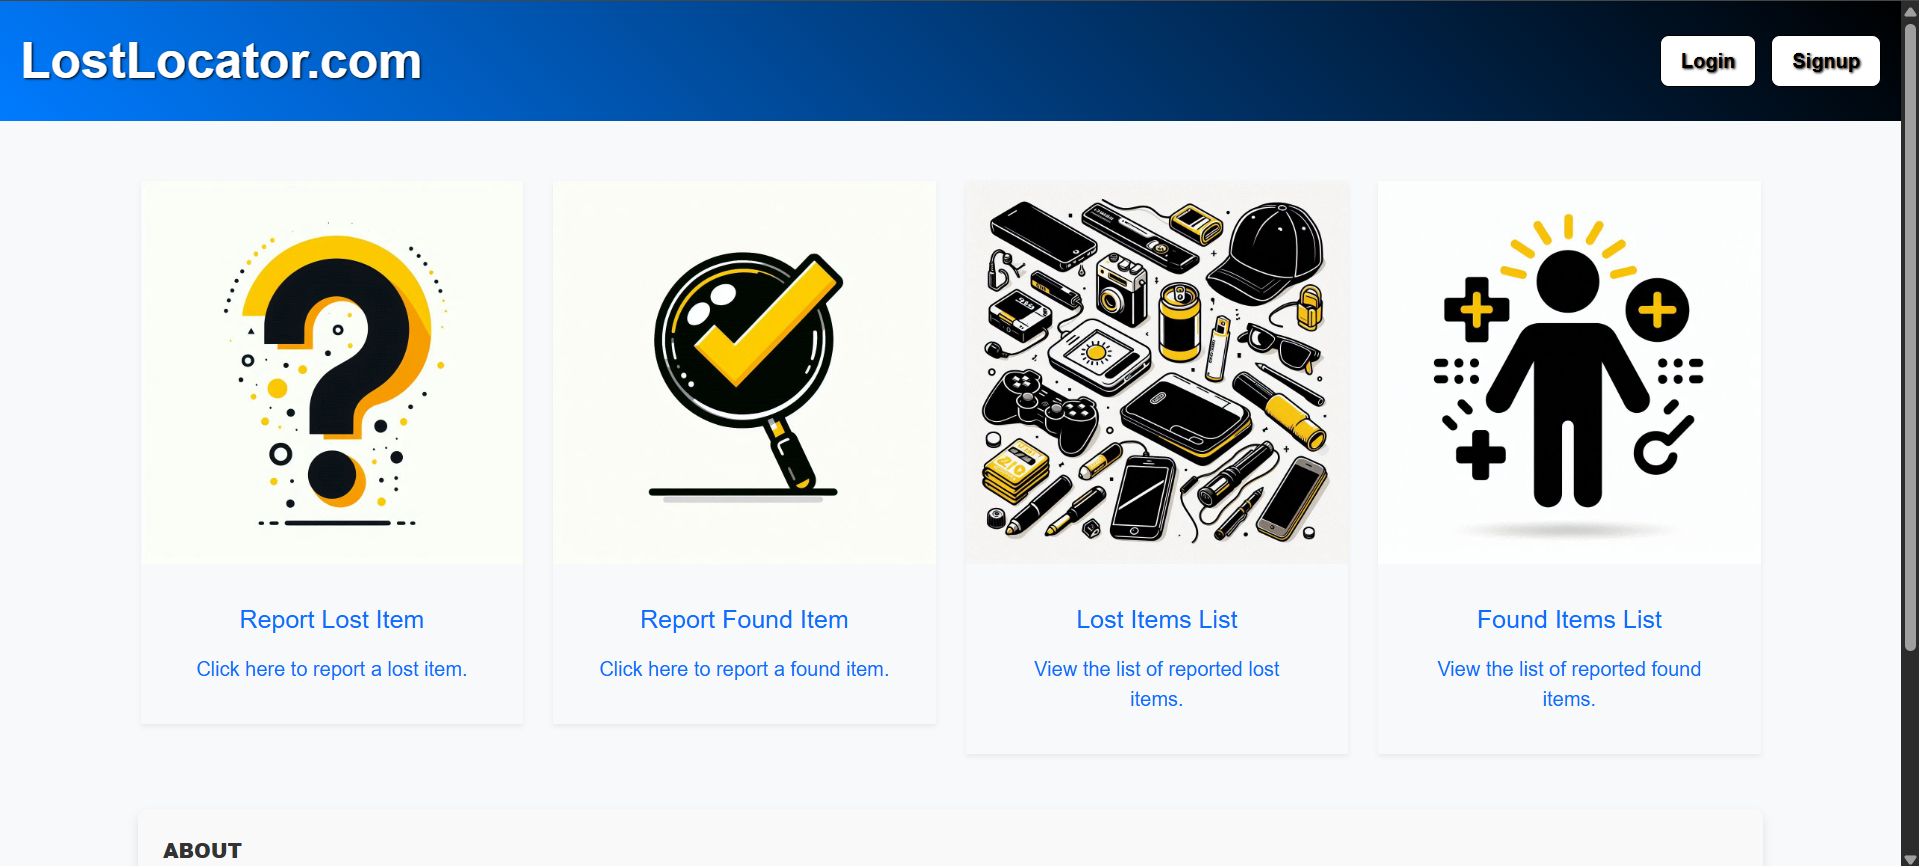 LostLocator.com
Login
Signup
Report Lost Item
Click here to report a lost item.
Report Found Item
Click here to report a found item.
Lost Items List
View the list of reported lost
items.
Found Items List
View the list of reported found
items.
ABOUT